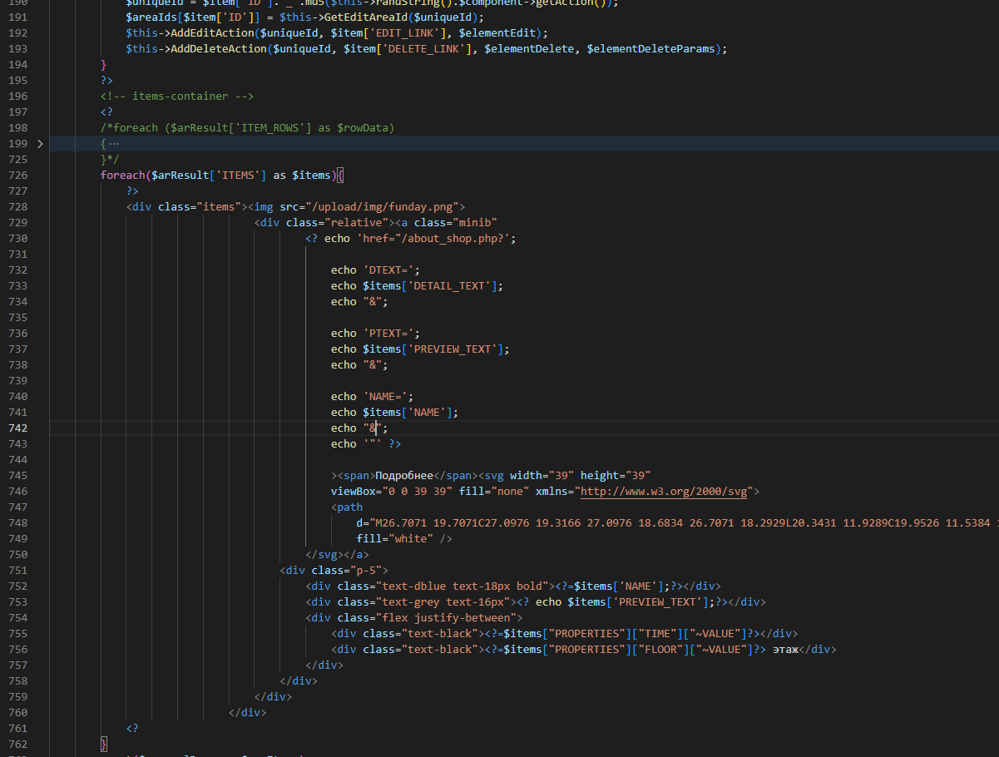 190 $uniqueId = $item['ID'].'_'.md5($this->randString().$component->getAction());
191 $areaIds[$item['ID']] = $this->GetEditAreaId($uniqueId);
192 $this->AddEditAction($uniqueId, $item['EDIT_LINK'], $elementEdit);
193 $this->AddDeleteAction($uniqueId, $item['DELETE_LINK'], $elementDelete, $elementDeleteParams);
194 }
195 ?>
196 <!-- items-container -->
197 <?
198 /*foreach ($arResult['ITEM_ROWS'] as $rowData)
199 { ...
725 }*/
726 foreach($arResult['ITEMS'] as $items){
727 ?>
728 <div class="items"><img src="/upload/img/funday.png">
729 <div class="relative"><a class="minib"
730 <? echo 'href="/about_shop.php?';
731
732 echo 'DTEXT=';
733 echo $items['DETAIL_TEXT'];
734 echo "&";
735
736 echo 'PTEXT=';
737 echo $items['PREVIEW_TEXT'];
738 echo "&";
739
740 echo 'NAME=';
741 echo $items['NAME'];
742 echo "&";
743 echo '"' ?>
744
745 ><span>Подробнее</span><svg width="39" height="39"
746 viewBox="0 0 39 39" fill="none" xmlns="http://www.w3.org/2000/svg">
747 <path
748 d="M26.7071 19.7071C27.0976 19.3166 27.0976 18.6834 26.7071 18.2929L20.3431 11.9289C19.9526 11.5384
749 fill="white" />
750 </svg></a>
751 <div class="p-5">
752 <div class="text-dblue text-18px bold"><?=$items['NAME'];?></div>
753 <div class="text-grey text-16px"><? echo $items['PREVIEW_TEXT'];?></div>
754 <div class="flex justify-between">
755 <div class="text-black"><?=$items["PROPERTIES"]["TIME"]["~VALUE"]?></div>
756 <div class="text-black"><?=$items["PROPERTIES"]["FLOOR"]["~VALUE"]?> этаж</div>
757 </div>
758 </div>
759 </div>
760 </div>
761 <?
762 }